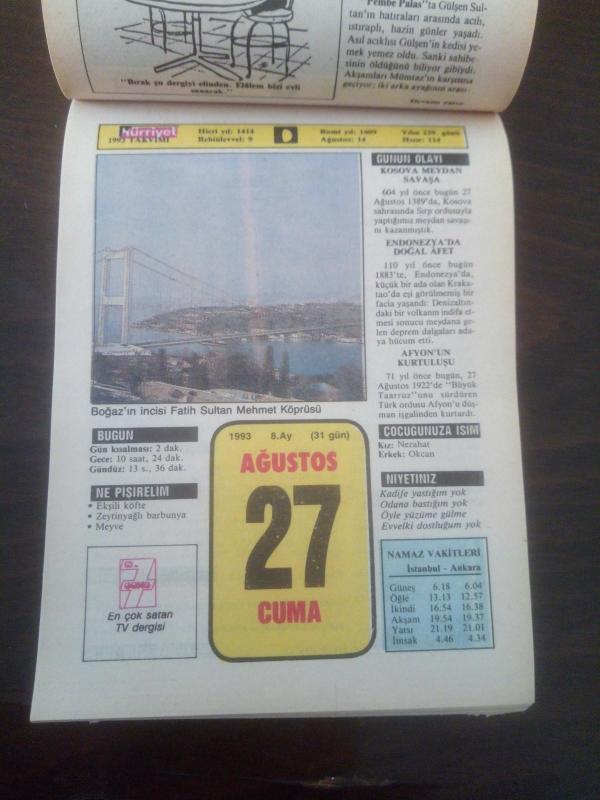 "Pembe Palas"ta Gülşen Sul-
tan'ın hatıraları arasında acılı,
ıstıraplı, hazin günler yaşadı.
Asıl acıklısı Gülşen'in kedisi ye-
mek yemez oldu. Sanki sahibe-
sinin öldüğünü biliyor gibiydi.
Akşamları Mümtaz'ın karşısına
geçiyor; iki arka ayağının arası-
Devamı yarın
"Bırak şu dergiyi elinden. Elâlem bizi evli
sanacak."
Hürriyet
1993 TAKVİMİ
Hicri yıl: 1414
Rebiülevvel: 9
Rumi yıl: 1409
Ağustos: 14
Yılın 239. günü
Hızır: 114
GÜNÜN OLAYI
KOSOVA MEYDAN
SAVAŞA
604 yıl önce bugün 27
Ağustos 1389'da, Kosova
sahrasında Sırp ordusuyla
yaptığımız meydan savaşı-
nı kazanmıştık.
ENDONEZYA'DA
DOĞAL ÂFET
110 yıl önce bugün
1883'te, Endonezya'da,
küçük bir ada olan Kraka-
tao'da eşi görülmemiş bir
facia yaşandı: Denizaltın-
daki bir volkanın indifa et-
mesi sonucu meydana ge-
len deprem dalgaları ada-
ya hücum etti.
AFYON'UN
KURTULUŞU
71 yıl önce bugün, 27
Ağustos 1922'de "Büyük
Taarruz"unu sürdüren
Türk ordusu Afyon'u düş-
man işgalinden kurtardı.
Boğaz'ın incisi Fatih Sultan Mehmet Köprüsü
BUGÜN
Gün kısalması: 2 dak.
Gece: 10 saat, 24 dak.
Gündüz: 13 s., 36 dak.
NE PİŞİRELİM
• Ekşili köfte
• Zeytinyağlı barbunya
• Meyve
En çok satan
TV dergisi
1993 8.Ay (31 gün)
AĞUSTOS
27
CUMA
ÇOCUĞUNUZA İSİM
Kız: Nezahat
Erkek: Okcan
NİYETİNİZ
Kadife yastığım yok
Odana bastığım yok
Öyle yüzüme gülme
Evvelki dostluğum yok
NAMAZ VAKİTLERİ
İstanbul - Ankara
Güneş 6.18 6.04
Öğle 13.13 12.57
İkindi 16.54 16.38
Akşam 19.54 19.37
Yatsı 21.19 21.01
İmsak 4.46 4.34